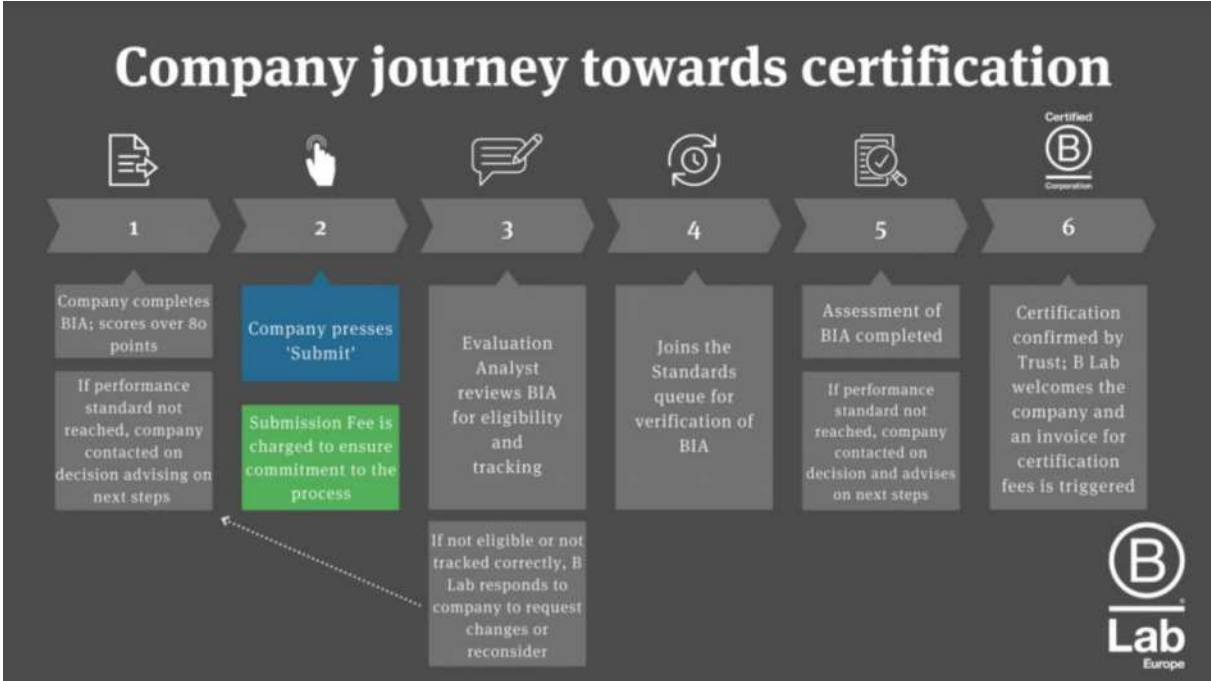 Company journey towards certification
Certified
B
Corporation
1
2
3
4
5
6
Company completes
BIA; scores over 80
points
If performance
standard not
reached, company
contacted on
decision advising on
next steps
Company presses
'Submit'
Submission Fee is
charged to ensure
commitment to the
process
Evaluation
Analyst
reviews BIA
for eligibility
and
tracking
If not eligible or not
tracked correctly, B
Lab responds to
company to request
changes or
reconsider
Joins the
Standards
queue for
verification of
BIA
Assessment of
BIA completed
If performance
standard not
reached, company
contacted on
decision and advises
on next steps
Certification
confirmed by
Trust; B Lab
welcomes the
company and
an invoice for
certification
fees is triggered
B
Lab
Europe